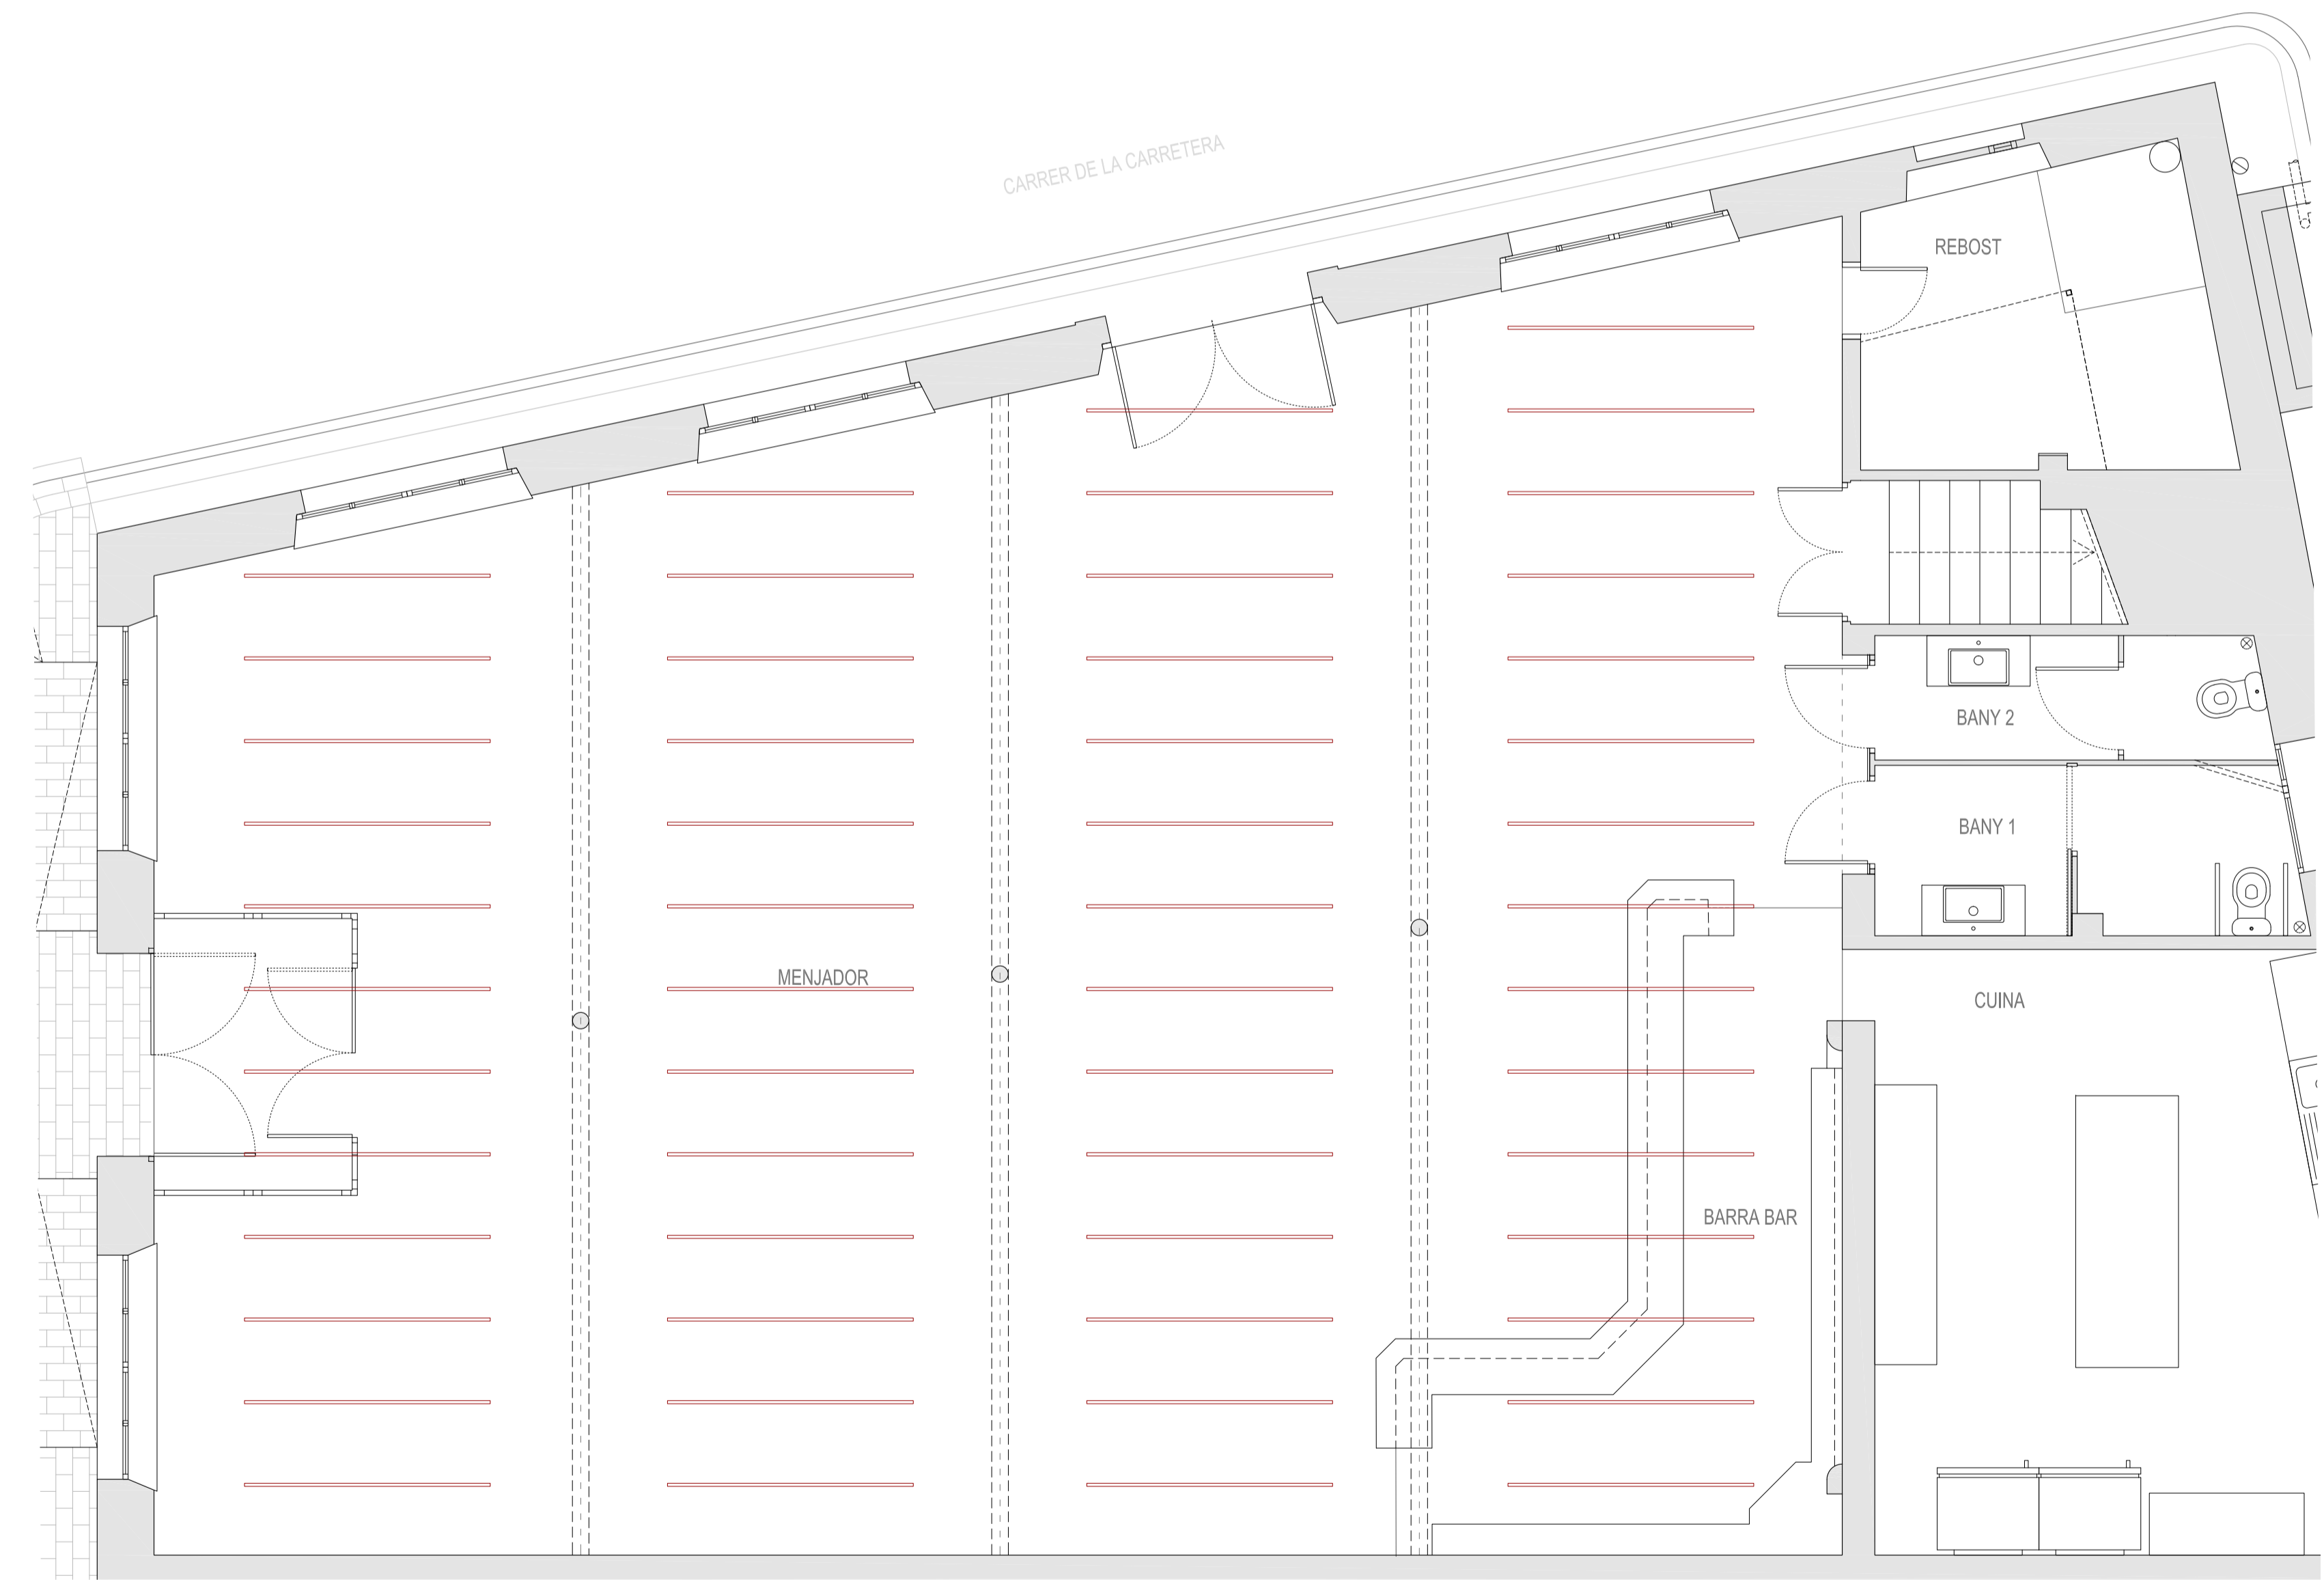 CARRER DE LA CARRETERA
REBOST
BANY 2
BANY 1
MENJADOR
CUINA
BARRA BAR